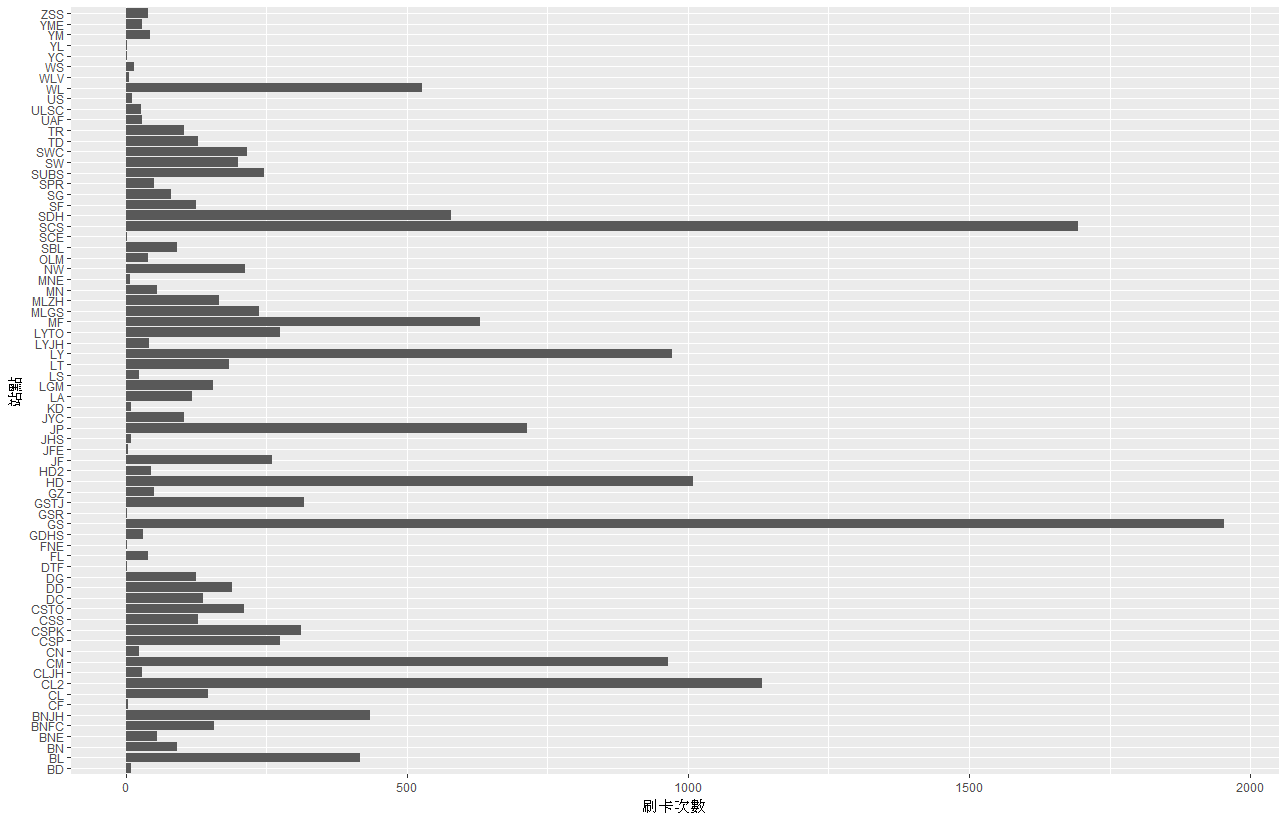 ZSS
YME
YM
YL
YC
WS
WLV
WL
US
ULSC
UAF
TR
TD
SWC
SW
SUBS
SPR
SG
SF
SDH
SCS
SCE
SBL
OLM
NW
MNE
MN
MLZH
MLGS
MF
LYTO
LYJH
LY
LT
LS
LGM
LA
KD
JYC
JP
JHS
JFE
JF
HD2
HD
GZ
GSTJ
GSR
GS
GDHS
FNE
FL
DTF
DG
DD
DC
CSTO
CSS
CSPK
CSP
CN
CM
CLJH
CL2
CL
CF
BNJH
BNFC
BNE
BN
BL
BD
站點
0 500 1000 1500 2000
刷卡次數